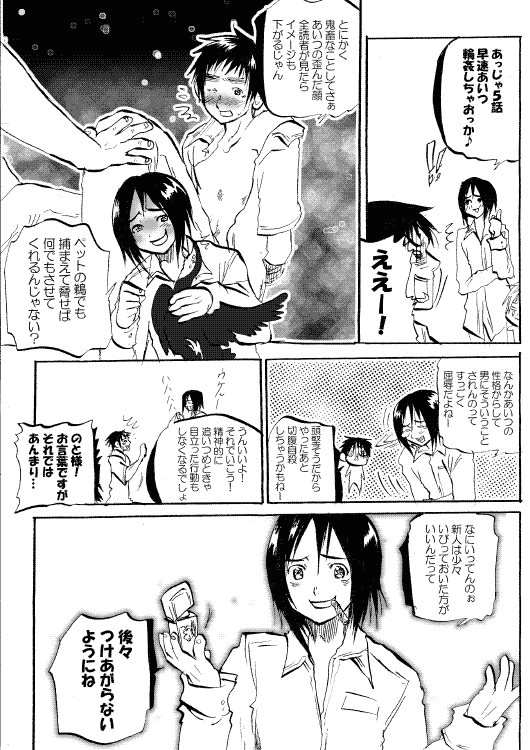 あっじゃ5話
早速あいつ
輪姦しちゃおっか♪
ええー!
とにかく
鬼畜なことしてさぁ
あいつの歪んだ顔
全読者が見たら
イメージも
下がるじゃん
ペットの鵜でも
捕まえて脅せば
何でもさせて
くれるんじゃない?
なんかあいつの
性格からして
男にそういうこと
されんのって
すっごく
屈辱だよねー
頭堅そうだから
やったあと
切腹自殺
しちゃうかもね!
ウケー!
うんいいよ!
それでいこう!
精神的に
追いつめときゃ
目立った行動も
しなくなるでしょ
のと様!
お言葉ですが
それでは
あんまり…
なにいってんのぉ
新人は少々
いびっておいた方が
いいんだって
後々
つけあがらない
ようにね